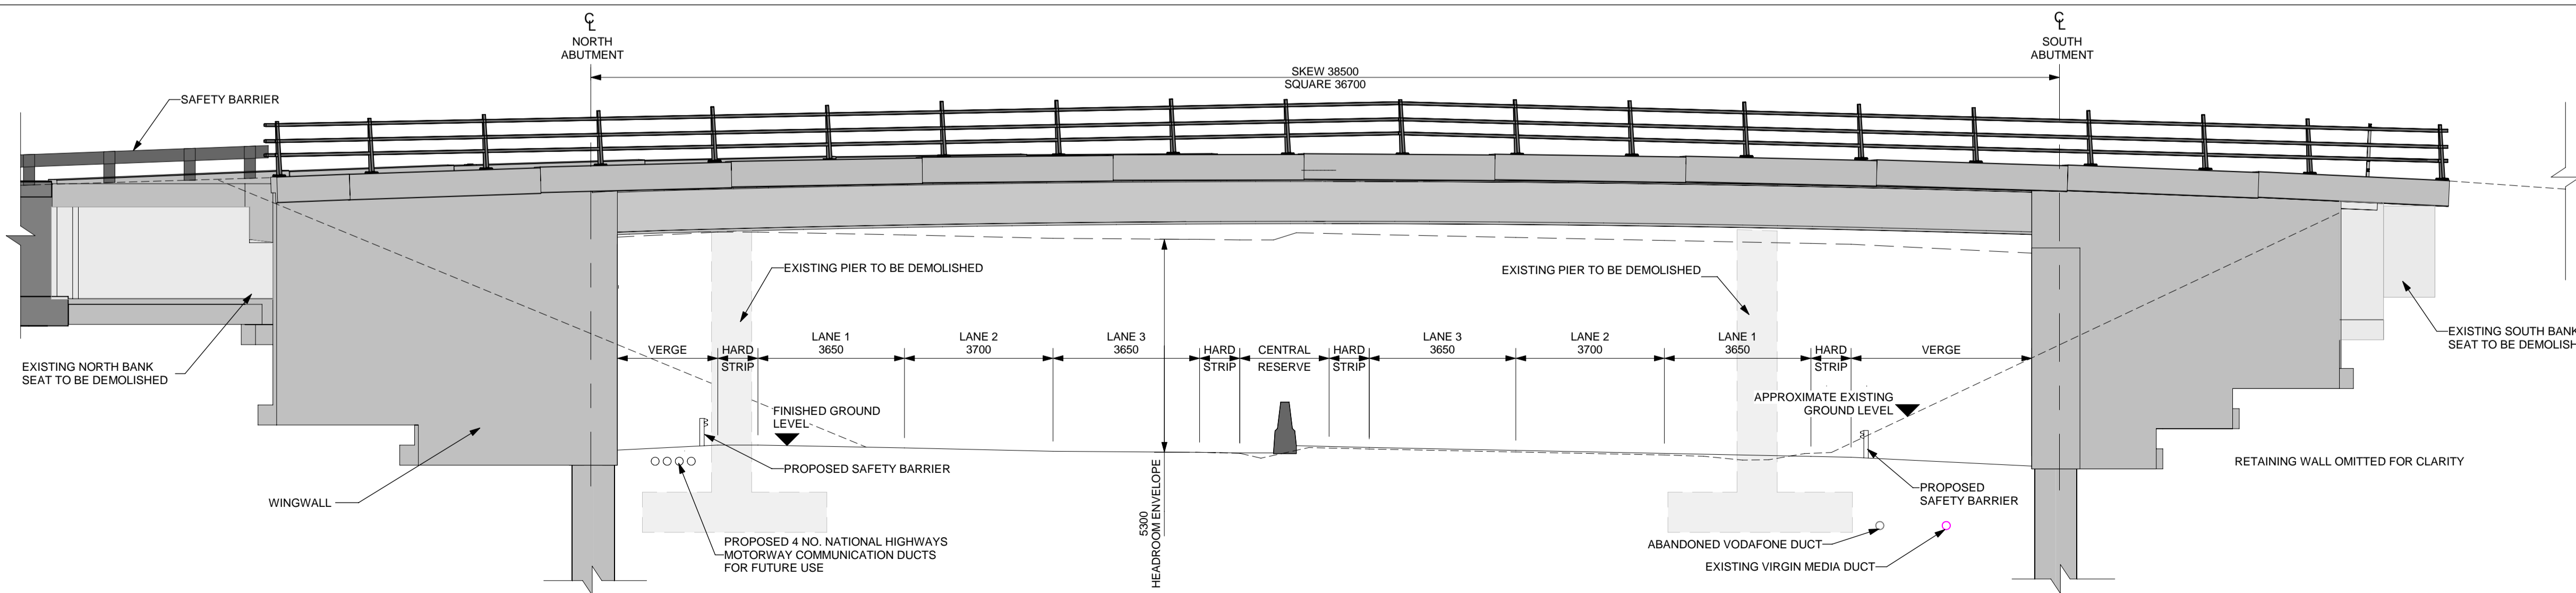 ℄
NORTH
ABUTMENT
℄
SOUTH
ABUTMENT
SKEW 38500
SQUARE 36700
SAFETY BARRIER
EXISTING PIER TO BE DEMOLISHED
EXISTING PIER TO BE DEMOLISHED
VERGE
HARD
STRIP
LANE 1
3650
LANE 2
3700
LANE 3
3650
HARD
STRIP
CENTRAL
RESERVE
HARD
STRIP
LANE 3
3650
LANE 2
3700
LANE 1
3650
HARD
STRIP
VERGE
EXISTING NORTH BANK
SEAT TO BE DEMOLISHED
EXISTING SOUTH BANK
SEAT TO BE DEMOLISH
FINISHED GROUND
LEVEL
APPROXIMATE EXISTING
GROUND LEVEL
PROPOSED SAFETY BARRIER
5300
HEADROOM ENVELOPE
RETAINING WALL OMITTED FOR CLARITY
WINGWALL
PROPOSED
SAFETY BARRIER
PROPOSED 4 NO. NATIONAL HIGHWAYS
MOTORWAY COMMUNICATION DUCTS
FOR FUTURE USE
ABANDONED VODAFONE DUCT
EXISTING VIRGIN MEDIA DUCT